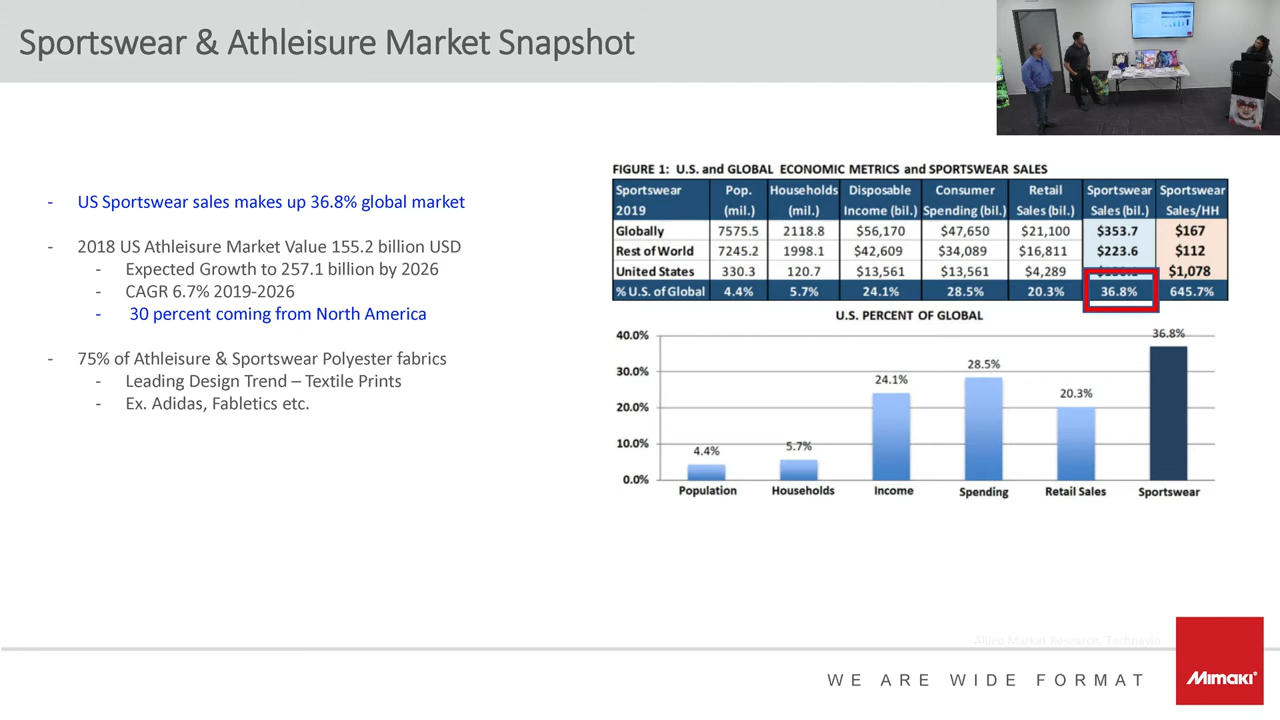 Sportswear & Athleisure Market Snapshot
- US Sportswear sales makes up 36.8% global market
- 2018 US Athleisure Market Value 155.2 billion USD
- Expected Growth to 257.1 billion by 2026
- CAGR 6.7% 2019-2026
- 30 percent coming from North America
- 75% of Athleisure & Sportswear Polyester fabrics
- Leading Design Trend – Textile Prints
- Ex. Adidas, Fabletics etc.
FIGURE 1: U.S. and GLOBAL ECONOMIC METRICS and SPORTSWEAR SALES
Sportswear Pop. Households Disposable Consumer Retail Sportswear Sportswear
2019 (mil.) (mil.) Income (bil.) Spending (bil.) Sales (bil.) Sales (bil.) Sales/HH
Globally 7575.5 2118.8 $56,170 $47,650 $21,100 $353.7 $167
Rest of World 7245.2 1998.1 $42,609 $34,089 $16,811 $223.6 $112
United States 330.3 120.7 $13,561 $13,561 $4,289 $1,078
% U.S. of Global 4.4% 5.7% 24.1% 28.5% 20.3% 36.8% 645.7%
U.S. PERCENT OF GLOBAL
40.0%
30.0%
20.0%
10.0%
0.0%
4.4% 5.7% 24.1% 28.5% 20.3% 36.8%
Population Households Income Spending Retail Sales Sportswear
Allied Market Research, Technavio
WE ARE WIDE FORMAT
Mimaki